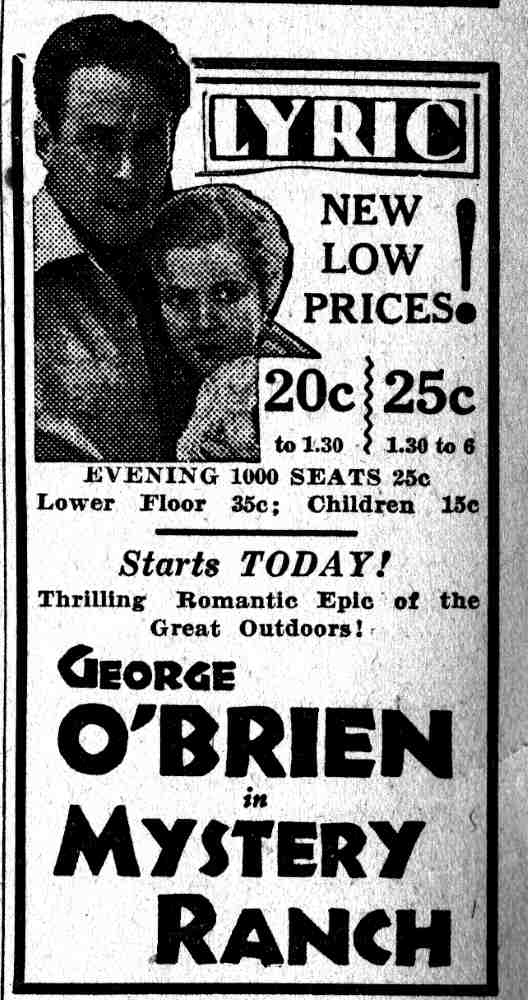 LYRIC
NEW
LOW
PRICES!
20c 25c
to 1.30 1.30 to 6
EVENING 1000 SEATS 25c
Lower Floor 35c; Children 15c
Starts TODAY!
Thrilling Romantic Epic of the
Great Outdoors!
GEORGE
O'BRIEN
in
MYSTERY
RANCH